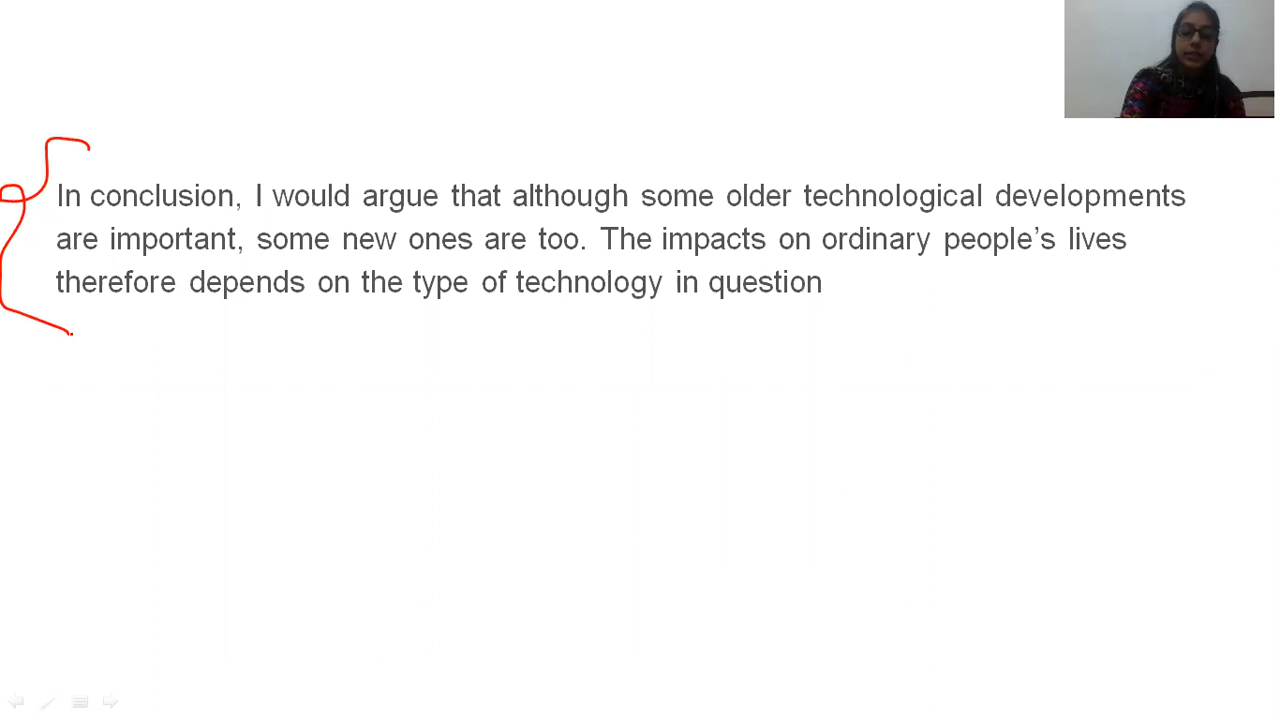 In conclusion, I would argue that although some older technological developments
are important, some new ones are too. The impacts on ordinary people’s lives
therefore depends on the type of technology in question